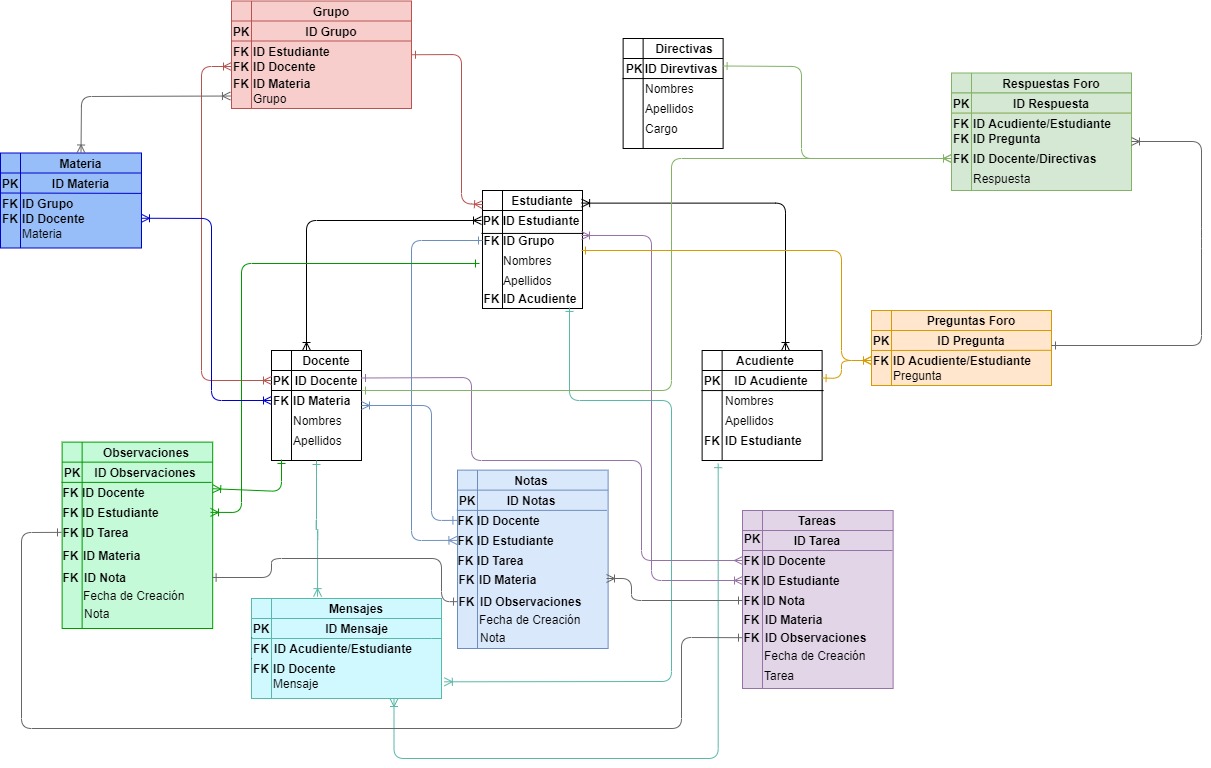 Grupo
PK ID Grupo
FK ID Estudiante
FK ID Docente
FK ID Materia
Grupo
Directivas
PK ID Direvtivas
Nombres
Apellidos
Cargo
Respuestas Foro
PK ID Respuesta
FK ID Acudiente/Estudiante
FK ID Pregunta
FK ID Docente/Directivas
Respuesta
Materia
PK ID Materia
FK ID Grupo
FK ID Docente
Materia
Estudiante
PK ID Estudiante
FK ID Grupo
Nombres
Apellidos
FK ID Acudiente
Preguntas Foro
PK ID Pregunta
FK ID Acudiente/Estudiante
Pregunta
Docente
PK ID Docente
FK ID Materia
Nombres
Apellidos
Acudiente
PK ID Acudiente
Nombres
Apellidos
FK ID Estudiante
Observaciones
PK ID Observaciones
FK ID Docente
FK ID Estudiante
FK ID Tarea
FK ID Materia
FK ID Nota
Fecha de Creación
Nota
Notas
PK ID Notas
FK ID Docente
FK ID Estudiante
FK ID Tarea
FK ID Materia
FK ID Observaciones
Fecha de Creación
Nota
Tareas
PK ID Tarea
FK ID Docente
FK ID Estudiante
FK ID Nota
FK ID Materia
FK ID Observaciones
Fecha de Creación
Tarea
Mensajes
PK ID Mensaje
FK ID Acudiente/Estudiante
FK ID Docente
Mensaje